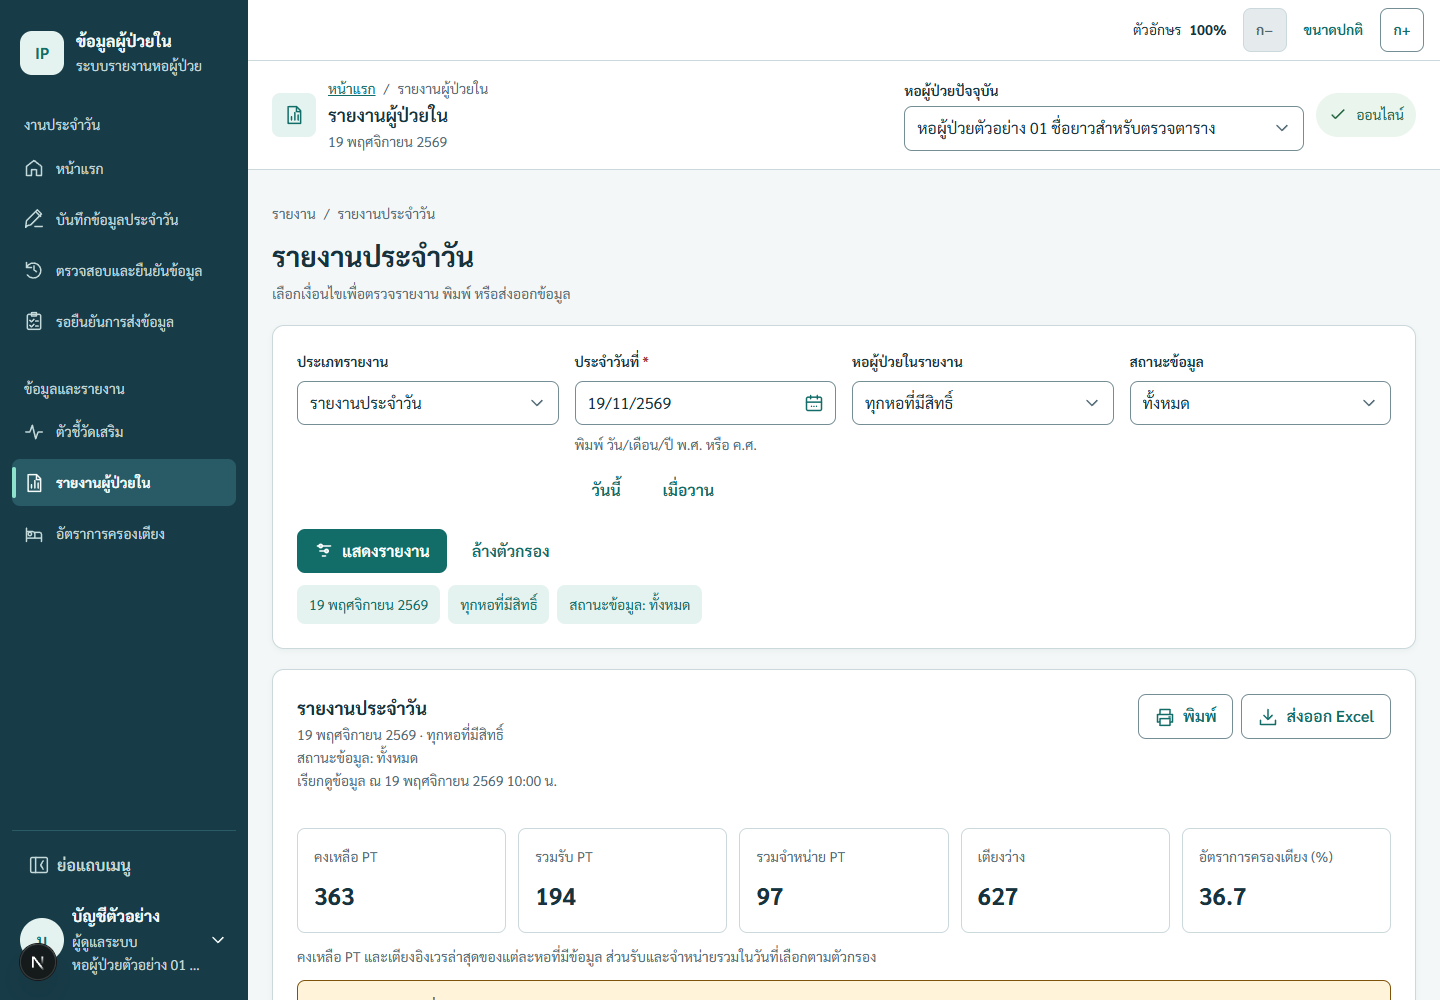 IP
ข้อมูลผู้ป่วยใน
ระบบรายงานหอผู้ป่วย
งานประจำวัน
หน้าแรก
บันทึกข้อมูลประจำวัน
ตรวจสอบและยืนยันข้อมูล
รอยืนยันการส่งข้อมูล
ข้อมูลและรายงาน
ตัวชี้วัดเสริม
รายงานผู้ป่วยใน
อัตราการครองเตียง
ย่อแถบเมนู
บัญชีตัวอย่าง
ผู้ดูแลระบบ
หอผู้ป่วยตัวอย่าง 01 ...
N
ตัวอักษร 100% ก− ขนาดปกติ ก+
หน้าแรก / รายงานผู้ป่วยใน
รายงานผู้ป่วยใน
19 พฤศจิกายน 2569
หอผู้ป่วยปัจจุบัน
หอผู้ป่วยตัวอย่าง 01 ชื่อยาวสำหรับตรวจตาราง
ออนไลน์
รายงาน / รายงานประจำวัน
รายงานประจำวัน
เลือกเงื่อนไขเพื่อตรวจรายงาน พิมพ์ หรือส่งออกข้อมูล
ประเภทรายงาน ประจำวันที่ * หอผู้ป่วยในรายงาน สถานะข้อมูล
รายงานประจำวัน 19/11/2569 ทุกหอที่มีสิทธิ์ ทั้งหมด
พิมพ์ วัน/เดือน/ปี พ.ศ. หรือ ค.ศ.
วันนี้ เมื่อวาน
แสดงรายงาน ล้างตัวกรอง
19 พฤศจิกายน 2569 ทุกหอที่มีสิทธิ์ สถานะข้อมูล: ทั้งหมด
รายงานประจำวัน
19 พฤศจิกายน 2569 · ทุกหอที่มีสิทธิ์
สถานะข้อมูล: ทั้งหมด
เรียกดูข้อมูล ณ 19 พฤศจิกายน 2569 10:00 น.
พิมพ์ ส่งออก Excel
คงเหลือ PT รวมรับ PT รวมจำหน่าย PT เตียงว่าง อัตราการครองเตียง (%)
363 194 97 627 36.7
คงเหลือ PT และเตียงอิงเวรล่าสุดของแต่ละหอที่มีข้อมูล ส่วนรับและจำหน่ายรวมในวันที่เลือกตามตัวกรอง